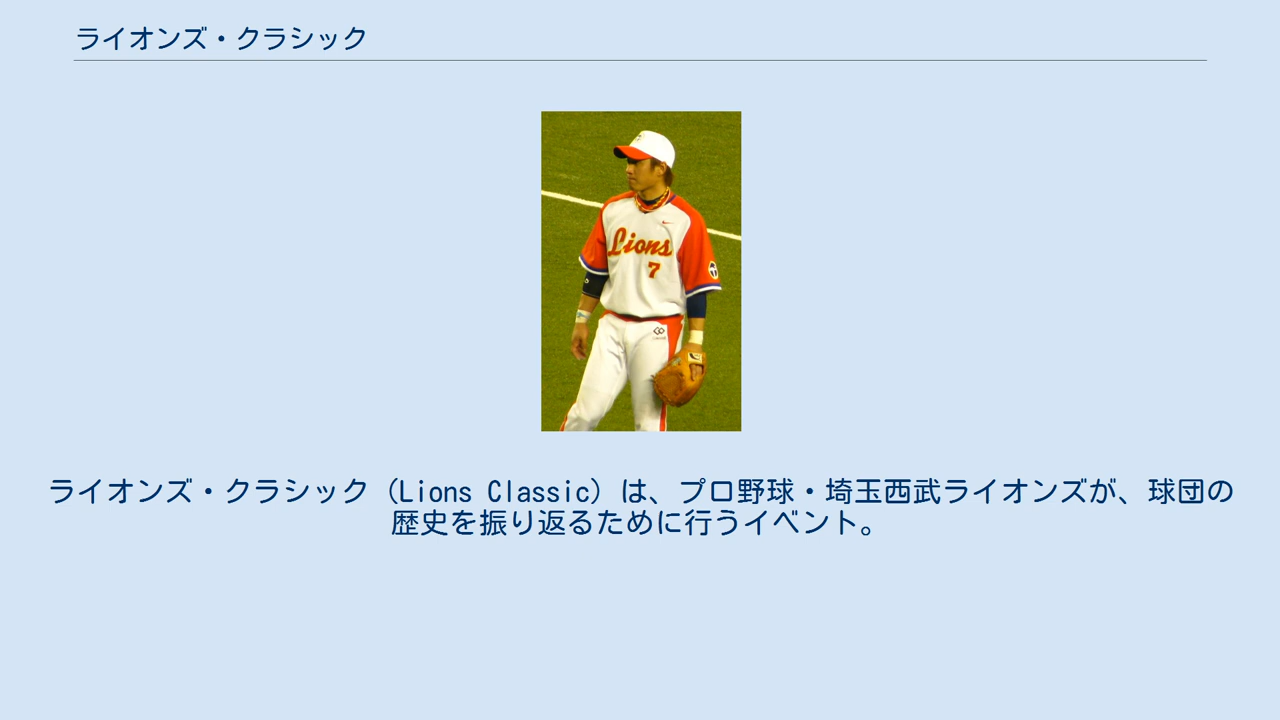 ライオンズ・クラシック
Lions
7
ライオンズ・クラシック (Lions Classic) は、プロ野球・埼玉西武ライオンズが、球団の
歴史を振り返るために行うイベント。